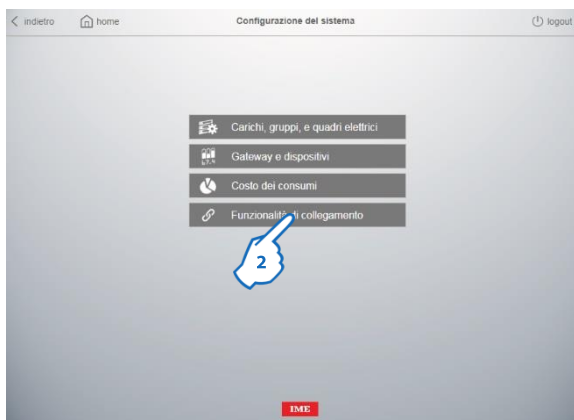 indietro home Configurazione del sistema logout
Carichi, gruppi, e quadri elettrici
Gateway e dispositivi
Costo dei consumi
Funzionalità di collegamento
2
IME